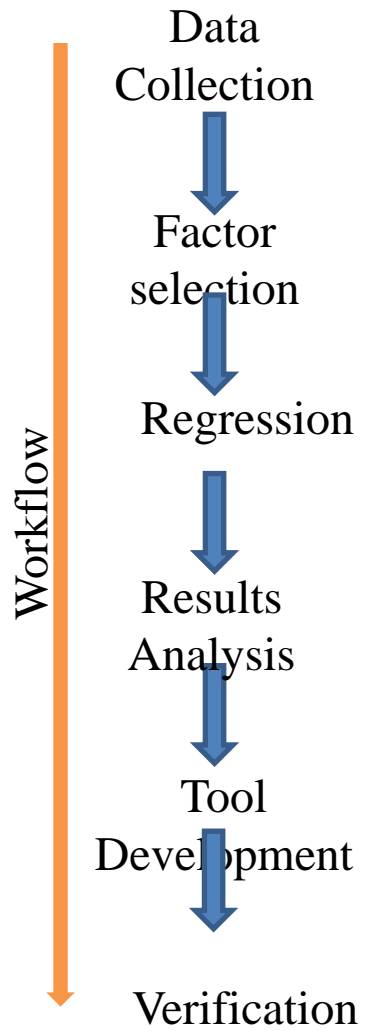 Data
Collection
Factor
selection
Regression
Workflow
Results
Analysis
Tool
Development
Verification